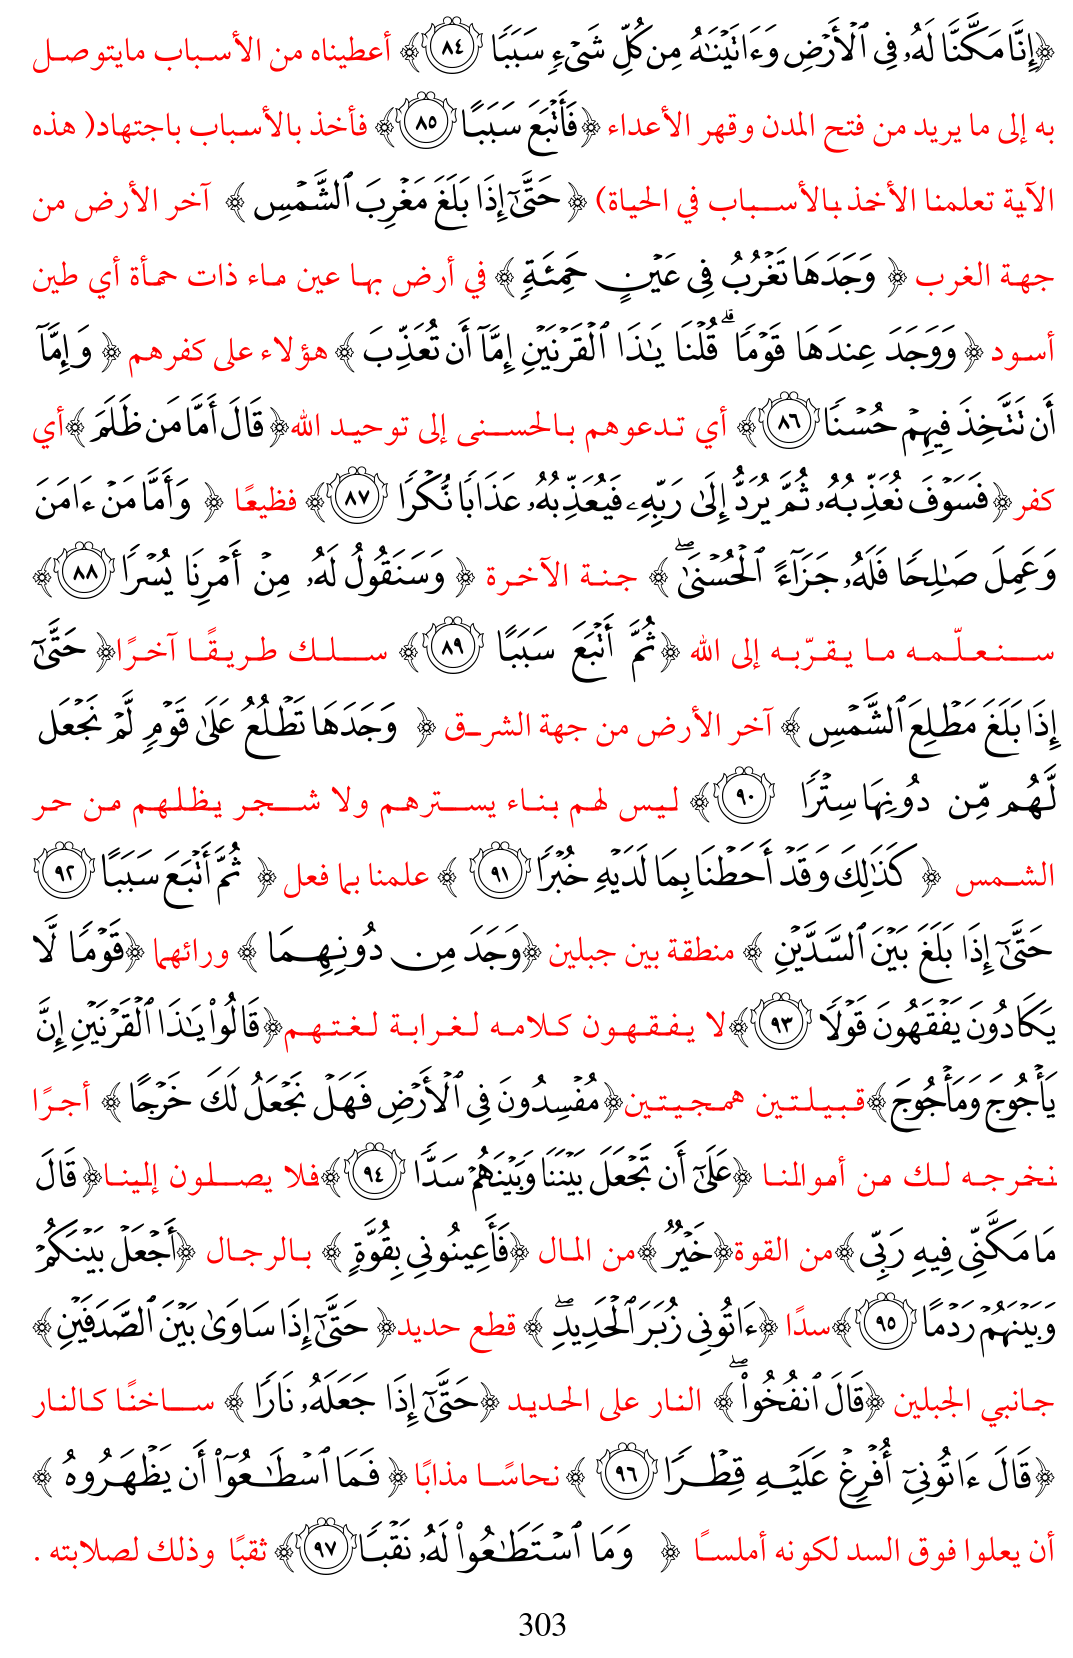 ﴿إِنَّا مَكَّنَّا لَهُۥ فِى ٱلْأَرْضِ وَءَاتَيْنَـٰهُ مِن كُلِّ شَىْءٍ سَبَبًا ٨٤﴾ أعطيناه من الأسباب مايتوصل
به إلى ما يريد من فتح المدن وقهر الأعداء ﴿فَأَتْبَعَ سَبَبًا ٨٥﴾ فأخذ بالأسباب باجتهاد( هذه
الآية تعلمنا الأخذ بالأسباب في الحياة) ﴿ حَتَّىٰٓ إِذَا بَلَغَ مَغْرِبَ ٱلشَّمْسِ ﴾ آخر الأرض من
جهة الغرب ﴿ وَجَدَهَا تَغْرُبُ فِى عَيْنٍ حَمِئَةٍ ﴾ في أرض بها عين ماء ذات حمأة أي طين
أسود ﴿ وَوَجَدَ عِندَهَا قَوْمًا ۗ قُلْنَا يَـٰذَا ٱلْقَرْنَيْنِ إِمَّآ أَن تُعَذِّبَ ﴾ هؤلاء على كفرهم ﴿ وَإِمَّآ
أَن تَتَّخِذَ فِيهِمْ حُسْنًا ٨٦﴾ أي تدعوهم بالحسنى إلى توحيد الله﴿ قَالَ أَمَّا مَن ظَلَمَ ﴾أي
كفر﴿ فَسَوْفَ نُعَذِّبُهُۥ ثُمَّ يُرَدُّ إِلَىٰ رَبِّهِۦ فَيُعَذِّبُهُۥ عَذَابًا نُّكْرًا ٨٧﴾ فظيعًا ﴿ وَأَمَّا مَنْ ءَامَنَ
وَعَمِلَ صَـٰلِحًا فَلَهُۥ جَزَآءً ٱلْحُسْنَىٰ ۖ ﴾ جنة الآخرة ﴿ وَسَنَقُولُ لَهُۥ مِنْ أَمْرِنَا يُسْرًا ٨٨﴾
سنعلّمه ما يقرّبه إلى الله ﴿ثُمَّ أَتْبَعَ سَبَبًا ٨٩﴾ سلك طريقًا آخرًا﴿ حَتَّىٰٓ
إِذَا بَلَغَ مَطْلِعَ ٱلشَّمْسِ ﴾ آخر الأرض من جهة الشرق ﴿ وَجَدَهَا تَطْلُعُ عَلَىٰ قَوْمٍ لَّمْ نَجْعَل
لَّهُم مِّن دُونِهَا سِتْرًا ٩٠﴾ ليس لهم بناء يسترهم ولا شجر يظلهم من حر
الشمس ﴿ كَذَٰلِكَ وَقَدْ أَحَطْنَا بِمَا لَدَيْهِ خُبْرًا ٩١ ﴾ علمنا بما فعل ﴿ ثُمَّ أَتْبَعَ سَبَبًا ٩٢
حَتَّىٰٓ إِذَا بَلَغَ بَيْنَ ٱلسَّدَّيْنِ ﴾ منطقة بين جبلين ﴿وَجَدَ مِن دُونِهِمَا ﴾ ورائهما ﴿قَوْمًا لَّا
يَكَادُونَ يَفْقَهُونَ قَوْلًا ٩٣﴾لا يفقهون كلامه لغرابة لغتهم﴿قَالُوا۟ يَـٰذَا ٱلْقَرْنَيْنِ إِنَّ
يَأْجُوجَ وَمَأْجُوجَ ﴾قبيلتين همجيتين﴿مُفْسِدُونَ فِى ٱلْأَرْضِ فَهَلْ نَجْعَلُ لَكَ خَرْجًا ﴾ أجرًا
نخرجه لك من أموالنا ﴿عَلَىٰٓ أَن تَجْعَلَ بَيْنَنَا وَبَيْنَهُمْ سَدًّا ٩٤﴾فلا يصلون إلينا﴿ قَالَ
مَا مَكَّنِّى فِيهِ رَبِّى ﴾من القوة﴿خَيْرٌ ﴾من المال ﴿فَأَعِينُونِى بِقُوَّةٍ ﴾ بالرجال ﴿أَجْعَلْ بَيْنَكُمْ
وَبَيْنَهُمْ رَدْمًا ٩٥﴾سدًا ﴿ءَاتُونِى زُبَرَ ٱلْحَدِيدِ ۖ ﴾ قطع حديد﴿ حَتَّىٰٓ إِذَا سَاوَىٰ بَيْنَ ٱلصَّدَفَيْنِ ﴾
جانبي الجبلين ﴿قَالَ ٱنفُخُوا۟ ۖ ﴾ النار على الحديد ﴿حَتَّىٰٓ إِذَا جَعَلَهُۥ نَارًا ﴾ ساخنًا كالنار
﴿قَالَ ءَاتُونِىٓ أُفْرِغْ عَلَيْهِ قِطْرًا ٩٦ ﴾ نحاسًا مذابًا ﴿ فَمَا ٱسْطَـٰعُوٓا۟ أَن يَظْهَرُوهُ ﴾
أن يعلوا فوق السد لكونه أملسًا ﴿ وَمَا ٱسْتَطَـٰعُوا۟ لَهُۥ نَقْبًا ٩٧﴾ ثقبًا وذلك لصلابته .
303